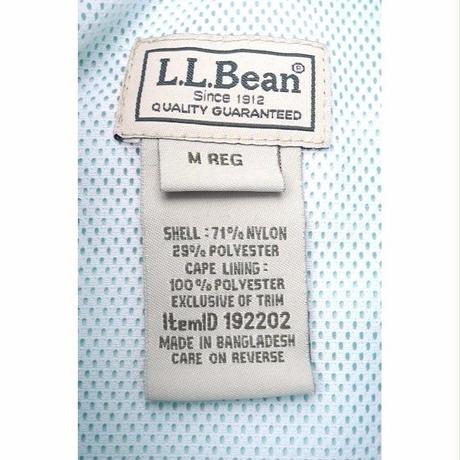 L.L.Bean®
Since 1912
QUALITY GUARANTEED
M REG
SHELL : 71% NYLON
29% POLYESTER
CAPE LINING :
100% POLYESTER
EXCLUSIVE OF TRIM
ItemID 192202
MADE IN BANGLADESH
CARE ON REVERSE